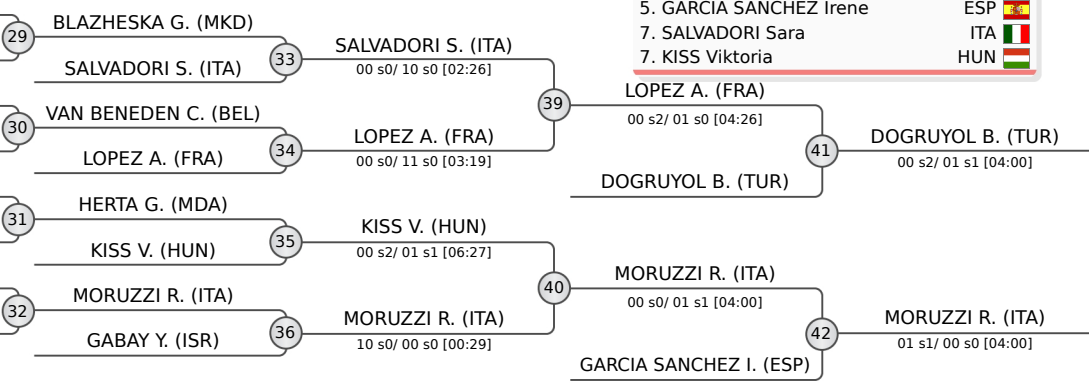 5. GARCIA SANCHEZ Irene ESP
7. SALVADORI Sara ITA
7. KISS Viktoria HUN
29
BLAZHESKA G. (MKD)
SALVADORI S. (ITA)
33
SALVADORI S. (ITA)
00 s0/ 10 s0 [02:26]
30
VAN BENEDEN C. (BEL)
LOPEZ A. (FRA)
34
LOPEZ A. (FRA)
00 s0/ 11 s0 [03:19]
39
LOPEZ A. (FRA)
00 s2/ 01 s0 [04:26]
DOGRUYOL B. (TUR)
41
DOGRUYOL B. (TUR)
00 s2/ 01 s1 [04:00]
31
HERTA G. (MDA)
KISS V. (HUN)
35
KISS V. (HUN)
00 s2/ 01 s1 [06:27]
32
MORUZZI R. (ITA)
GABAY Y. (ISR)
36
MORUZZI R. (ITA)
10 s0/ 00 s0 [00:29]
40
MORUZZI R. (ITA)
00 s0/ 01 s1 [04:00]
GARCIA SANCHEZ I. (ESP)
42
MORUZZI R. (ITA)
01 s1/ 00 s0 [04:00]